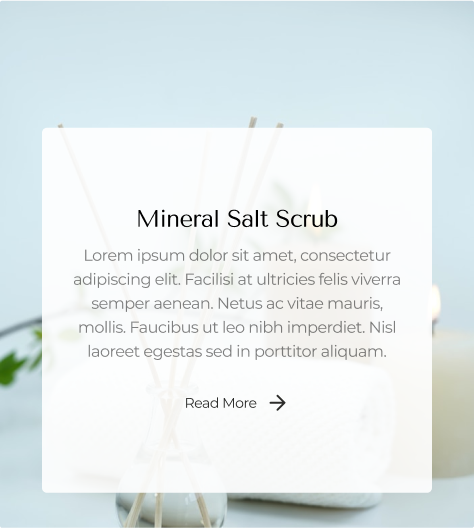 Mineral Salt Scrub
Lorem ipsum dolor sit amet, consectetur
adipiscing elit. Facilisi at ultricies felis viverra
semper aenean. Netus ac vitae mauris,
mollis. Faucibus ut leo nibh imperdiet. Nisl
laoreet egestas sed in porttitor aliquam.
Read More →